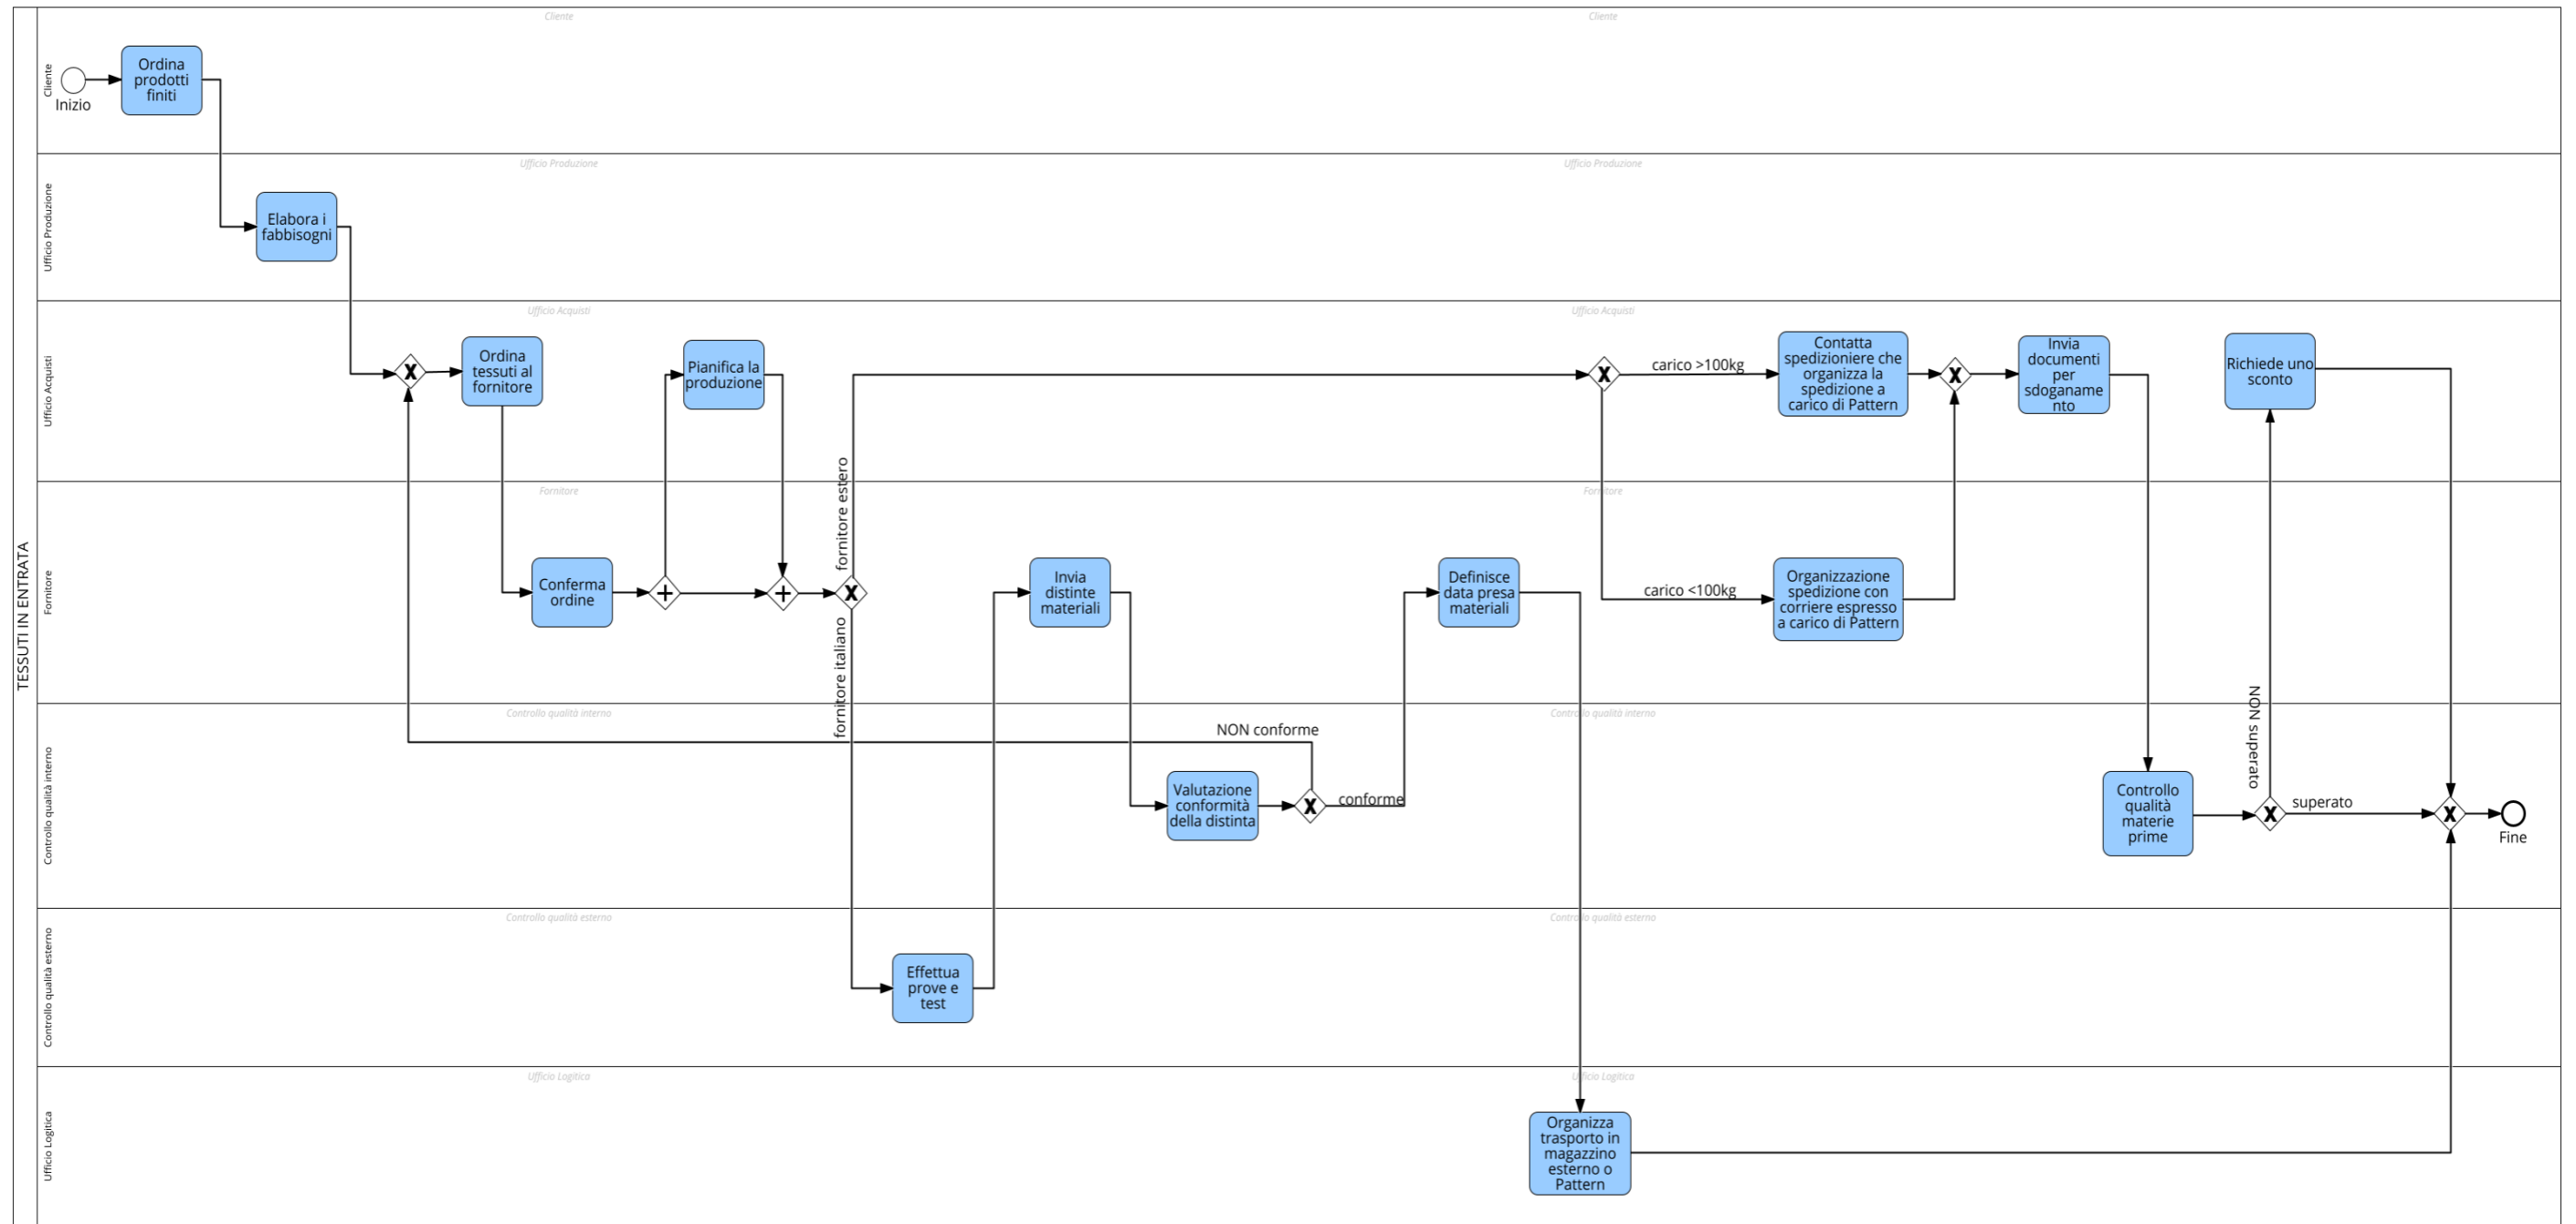 TESSUTI IN ENTRATA
Cliente
Cliente
Cliente
Inizio
Ordina
prodotti
finiti
Ufficio Produzione
Ufficio Produzione
Ufficio Produzione
Elabora i
fabbisogni
Ufficio Acquisti
Ufficio Acquisti
Ufficio Acquisti
Ordina
tessuti al
fornitore
Pianifica la
produzione
carico >100kg
Contatta
spedizioniere che
organizza la
spedizione a
carico di Pattern
Invia
documenti
per
sdoganame
nto
Richiede uno
sconto
Fornitore
Fornitore
Fornitore
Conferma
ordine
fornitore estero
fornitore italiano
Invia
distinte
materiali
Definisce
data presa
materiali
carico <100kg
Organizzazione
spedizione con
corriere espresso
a carico di Pattern
Controllo qualità interno
Controllo qualità interno
Controllo qualità interno
NON conforme
Valutazione
conformità
della distinta
conforme
Controllo
qualità
materie
prime
NON superato
superato
Fine
Controllo qualità esterno
Controllo qualità esterno
Controllo qualità esterno
Effettua
prove e
test
Ufficio Logitica
Ufficio Logitica
Ufficio Logitica
Organizza
trasporto in
magazzino
esterno o
Pattern